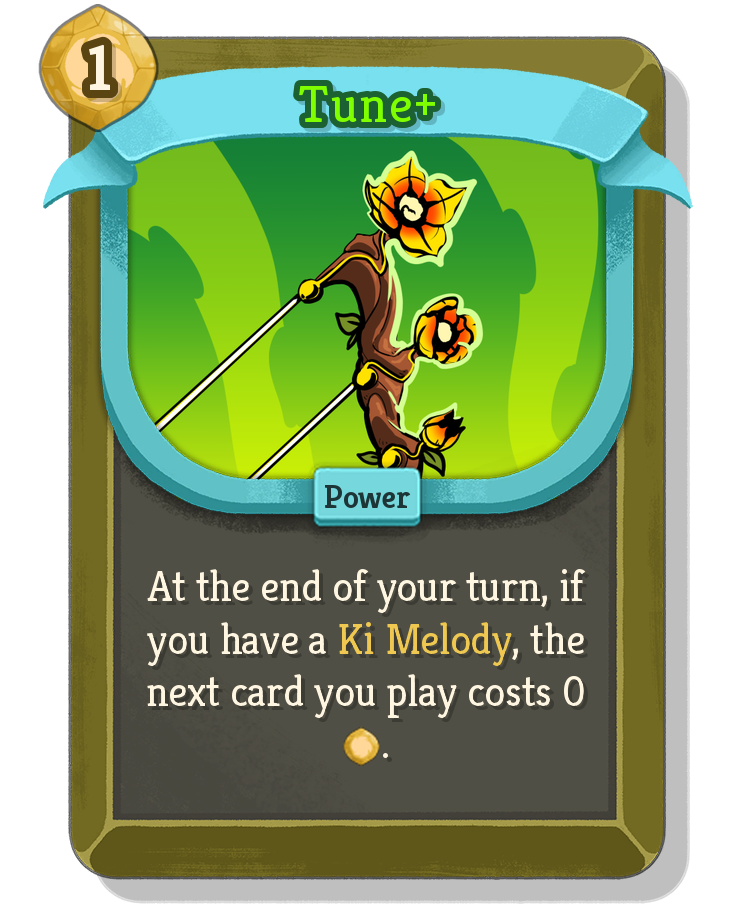 1
Tune+
Power
At the end of your turn, if
you have a Ki Melody, the
next card you play costs 0
.